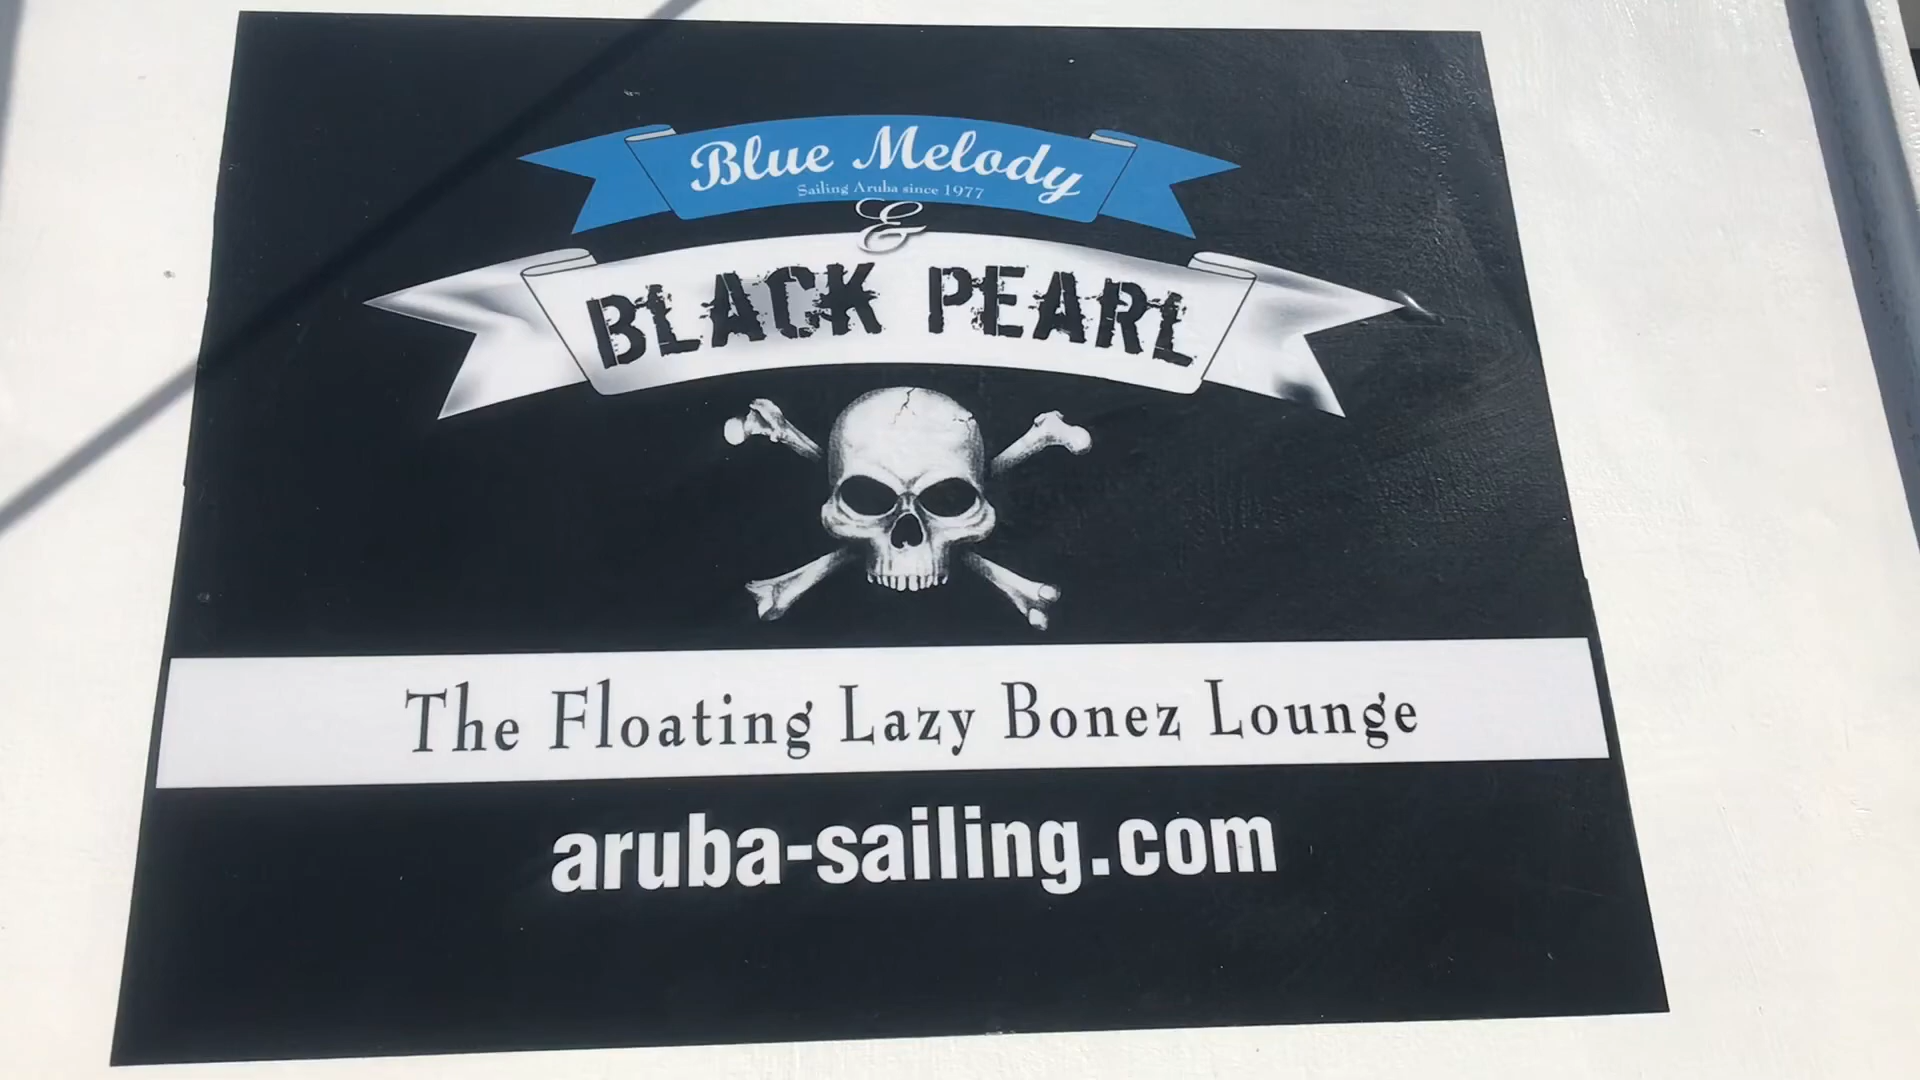 Blue Melody
Sailing Aruba since 1977
&
BLACK PEARL
The Floating Lazy Bonez Lounge
aruba-sailing.com